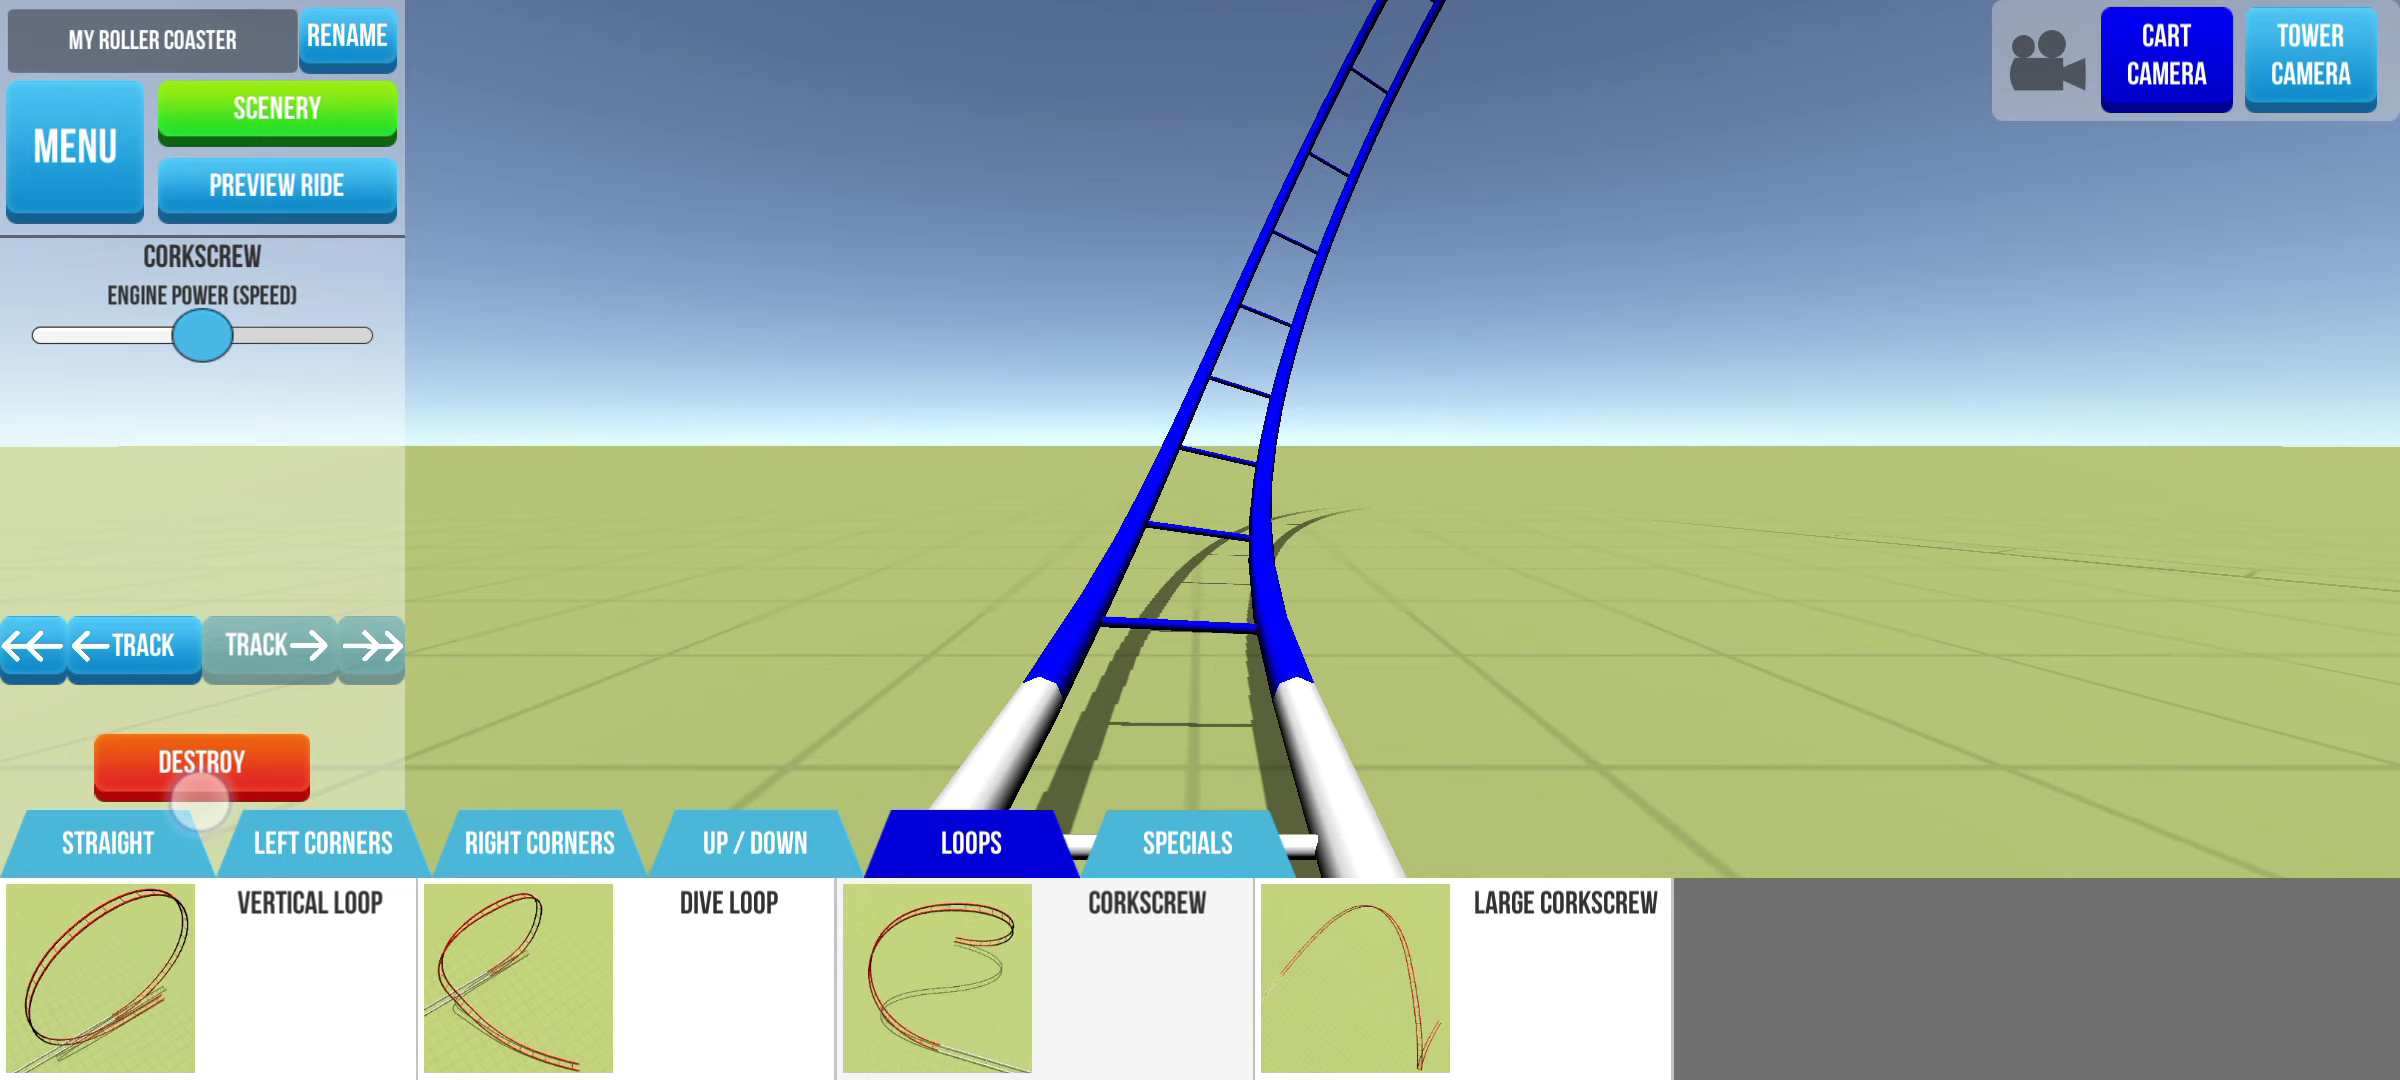 MY ROLLER COASTER
RENAME
MENU
SCENERY
PREVIEW RIDE
CART
CAMERA
TOWER
CAMERA
CORKSCREW
ENGINE POWER (SPEED)
←TRACK
TRACK→
DESTROY
STRAIGHT
LEFT CORNERS
RIGHT CORNERS
UP / DOWN
LOOPS
SPECIALS
VERTICAL LOOP
DIVE LOOP
CORKSCREW
LARGE CORKSCREW